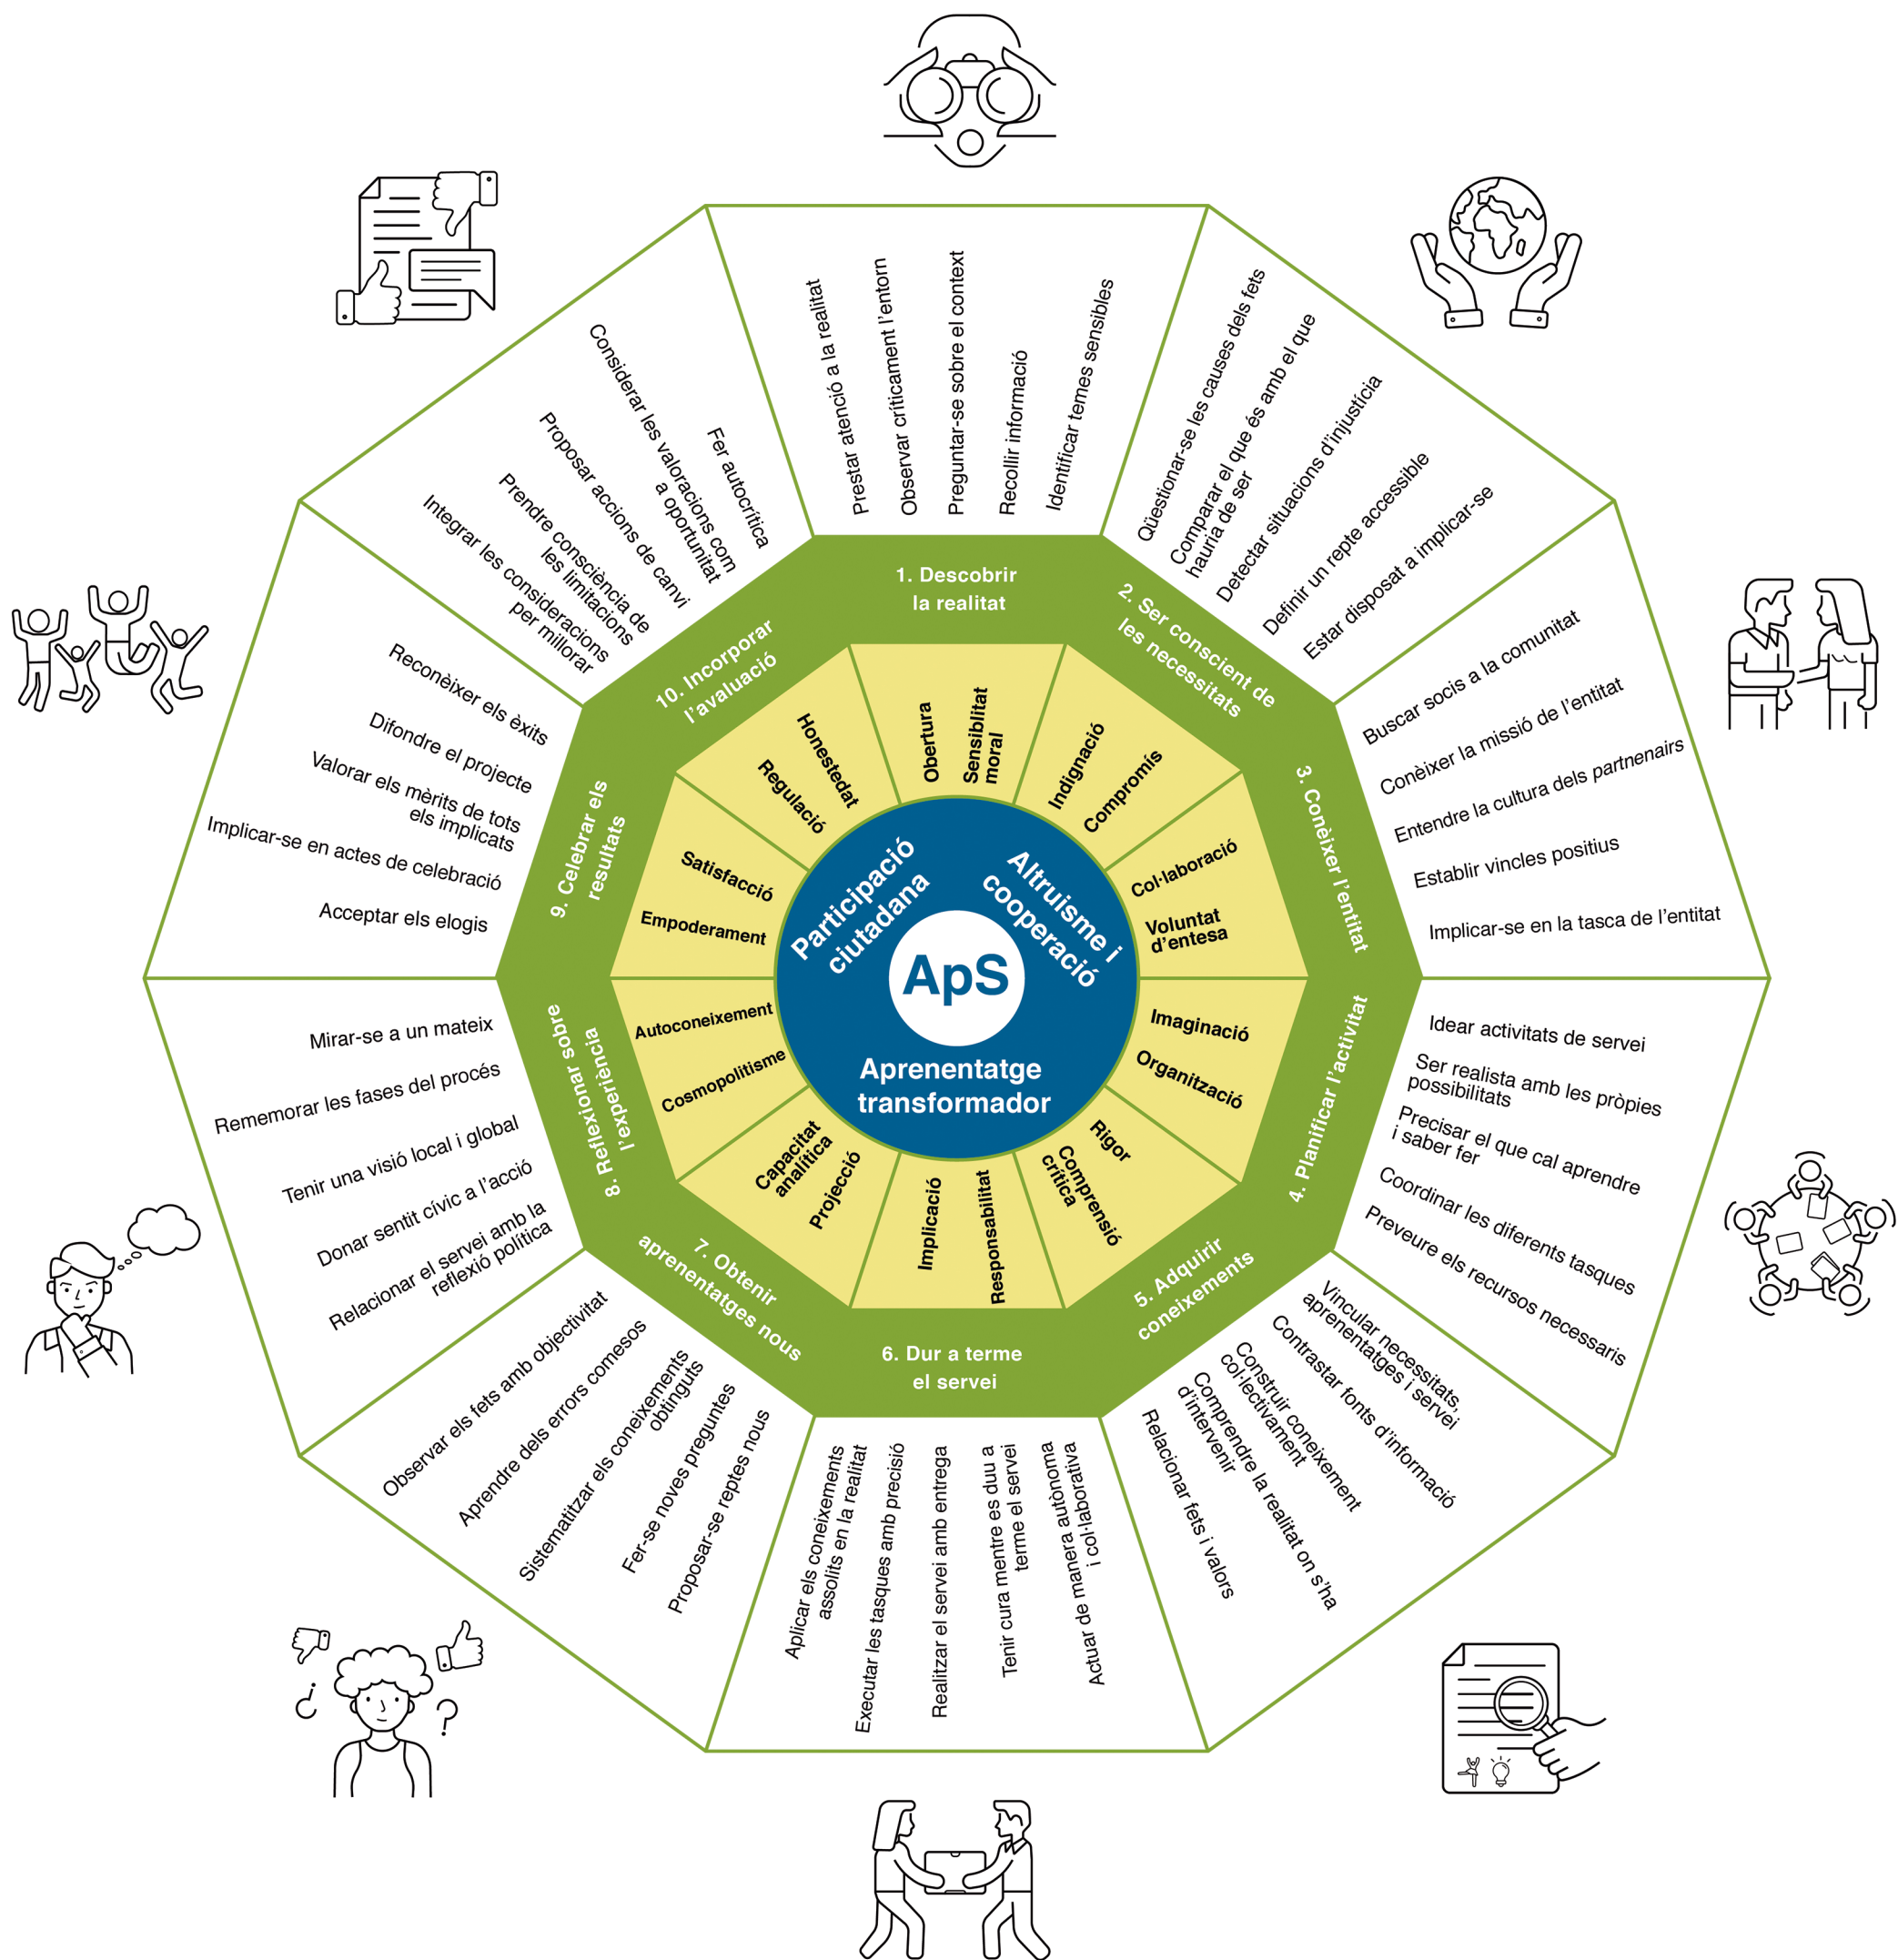 ApS
Participació
ciutadana
Altruisme i
cooperació
Aprenentatge
transformador
1. Descobrir
la realitat
Obertura
Sensiblitat
moral
Prestar atenció a la realitat
Observar críticament l'entorn
Preguntar-se sobre el context
Recollir informació
Identificar temes sensibles
2. Ser conscient de
les necessitats
Indignació
Compromís
Qüestionar-se les causes dels fets
Comparar el que és amb el que
hauria de ser
Detectar situacions d'injustícia
Definir un repte accessible
Estar disposat a implicar-se
3. Conèixer l'entitat
Col·laboració
Voluntat
d'entesa
Buscar socis a la comunitat
Conèixer la missió de l'entitat
Entendre la cultura dels partnenairs
Establir vincles positius
Implicar-se en la tasca de l'entitat
4. Planificar l'activitat
Imaginació
Organització
Idear activitats de servei
Ser realista amb les pròpies
possibilitats
Precisar el que cal aprendre
i saber fer
Coordinar les diferents tasques
Preveure els recursos necessaris
5. Adquirir
coneixements
Rigor
Comprensió
crítica
Vincular necessitats,
aprenentatges i servei
Contrastar fonts d'informació
Construir coneixement
col·lectivament
Comprendre la realitat on s'ha
d'intervenir
Relacionar fets i valors
6. Dur a terme
el servei
Implicació
Responsabilitat
Aplicar els coneixements
assolits en la realitat
Executar les tasques amb precisió
Realitzar el servei amb entrega
Tenir cura mentre es duu a
terme el servei
Actuar de manera autònoma
i col·laborativa
7. Obtenir
aprenentatges nous
Capacitat
analítica
Projecció
Observar els fets amb objectivitat
Aprendre dels errors comesos
Sistematitzar els coneixements
obtinguts
Fer-se noves preguntes
Proposar-se reptes nous
8. Reflexionar sobre
l'experiència
Autoconeixement
Cosmopolitisme
Mirar-se a un mateix
Rememorar les fases del procés
Tenir una visió local i global
Donar sentit cívic a l'acció
Relacionar el servei amb la
reflexió política
9. Celebrar els
resultats
Satisfacció
Empoderament
Reconèixer els èxits
Difondre el projecte
Valorar els mèrits de tots
els implicats
Implicar-se en actes de celebració
Acceptar els elogis
10. Incorporar
l'avaluació
Honestedat
Regulació
Fer autocrítica
Considerar les valoracions com
a oportunitat
Proposar accions de canvi
Prendre consciència de
les limitacions
Integrar les consideracions
per millorar